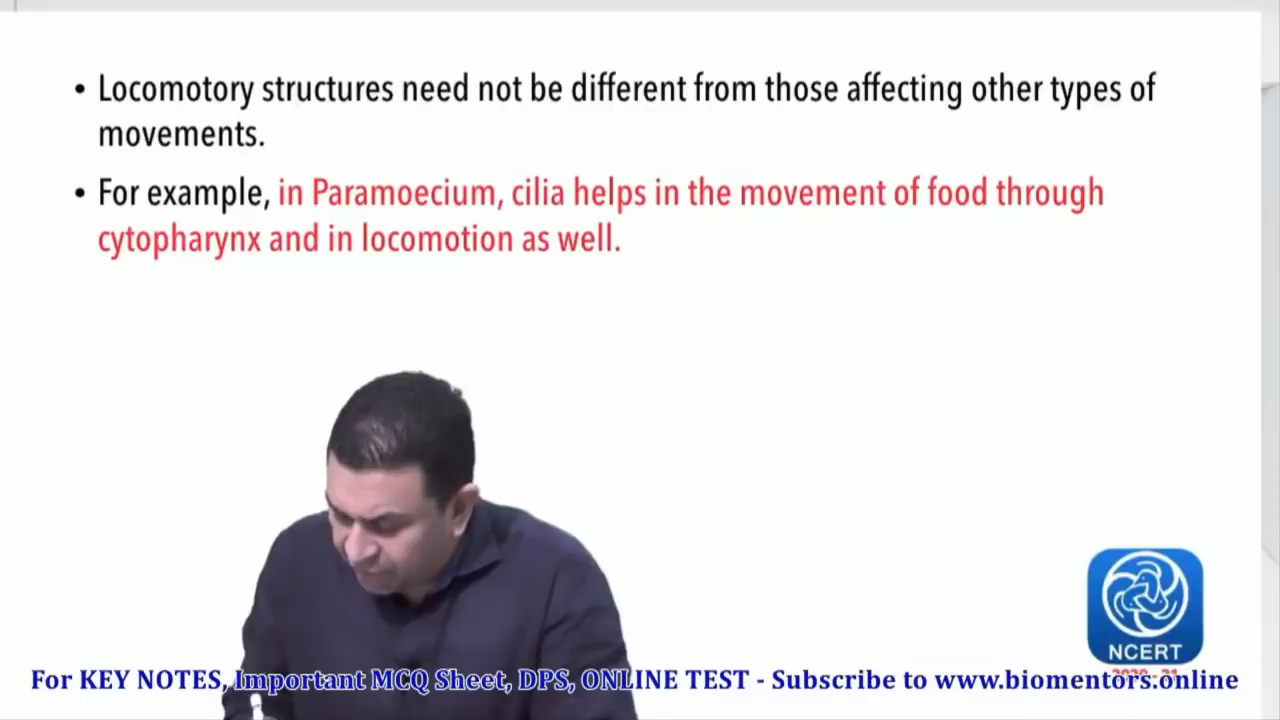 • Locomotory structures need not be different from those affecting other types of
movements.
• For example, in Paramoecium, cilia helps in the movement of food through
cytopharynx and in locomotion as well.
NCERT
2020 - 21
For KEY NOTES, Important MCQ Sheet, DPS, ONLINE TEST - Subscribe to www.biomentors.online